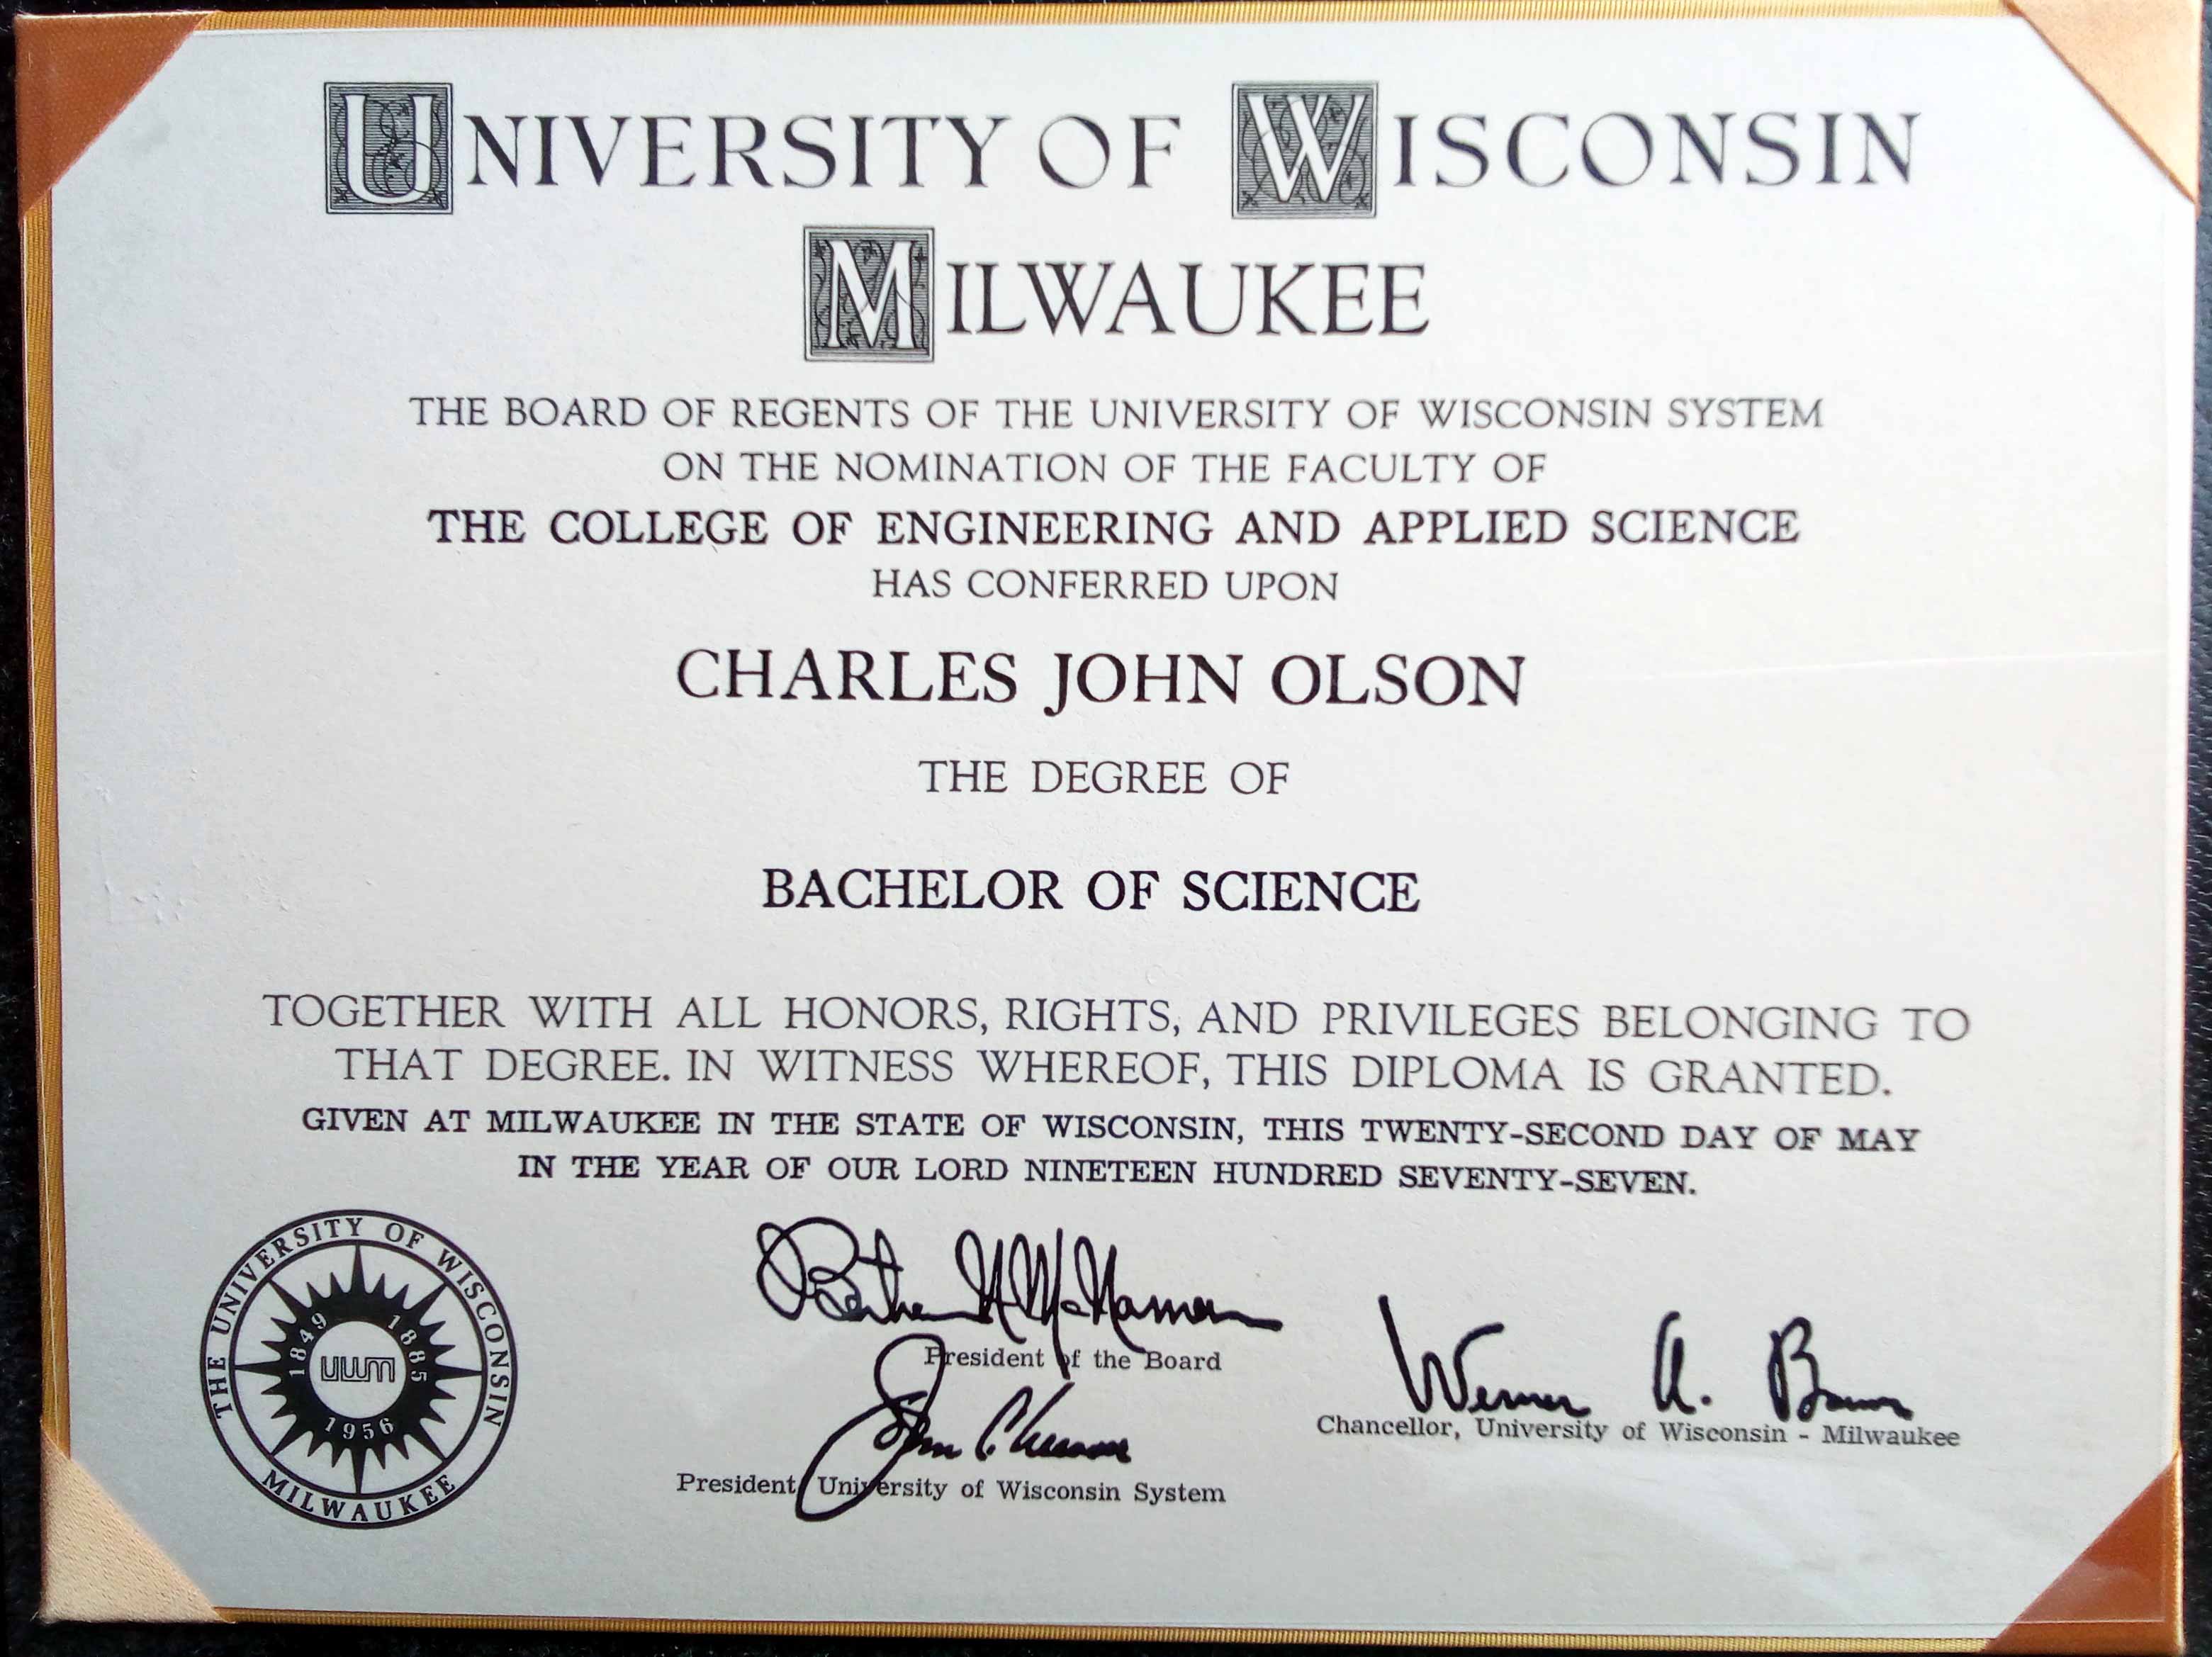 UNIVERSITY OF WISCONSIN
MILWAUKEE
THE BOARD OF REGENTS OF THE UNIVERSITY OF WISCONSIN SYSTEM
ON THE NOMINATION OF THE FACULTY OF
THE COLLEGE OF ENGINEERING AND APPLIED SCIENCE
HAS CONFERRED UPON
CHARLES JOHN OLSON
THE DEGREE OF
BACHELOR OF SCIENCE
TOGETHER WITH ALL HONORS, RIGHTS, AND PRIVILEGES BELONGING TO
THAT DEGREE. IN WITNESS WHEREOF, THIS DIPLOMA IS GRANTED.
GIVEN AT MILWAUKEE IN THE STATE OF WISCONSIN, THIS TWENTY-SECOND DAY OF MAY
IN THE YEAR OF OUR LORD NINETEEN HUNDRED SEVENTY-SEVEN.
THE UNIVERSITY OF WISCONSIN
MILWAUKEE
1849 1885
uwm
1956
President of the Board
President, University of Wisconsin System
Werner A.
Chancellor, University of Wisconsin - Milwaukee